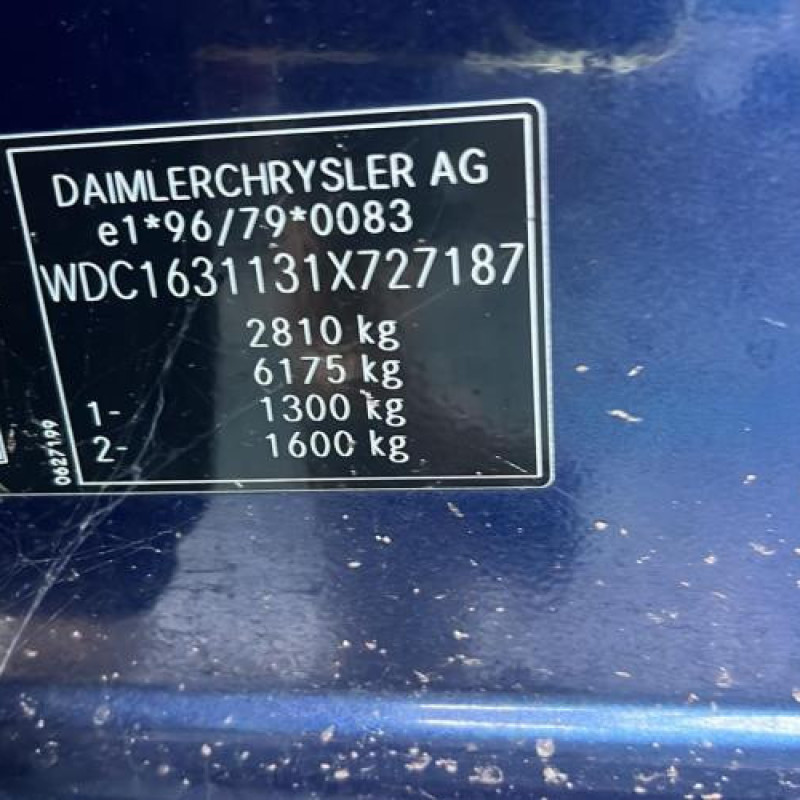 DAIMLERCHRYSLER AG
e1*96/79*0083
WDC1631131X727187
2810 kg
6175 kg
1- 1300 kg
2- 1600 kg
0627199